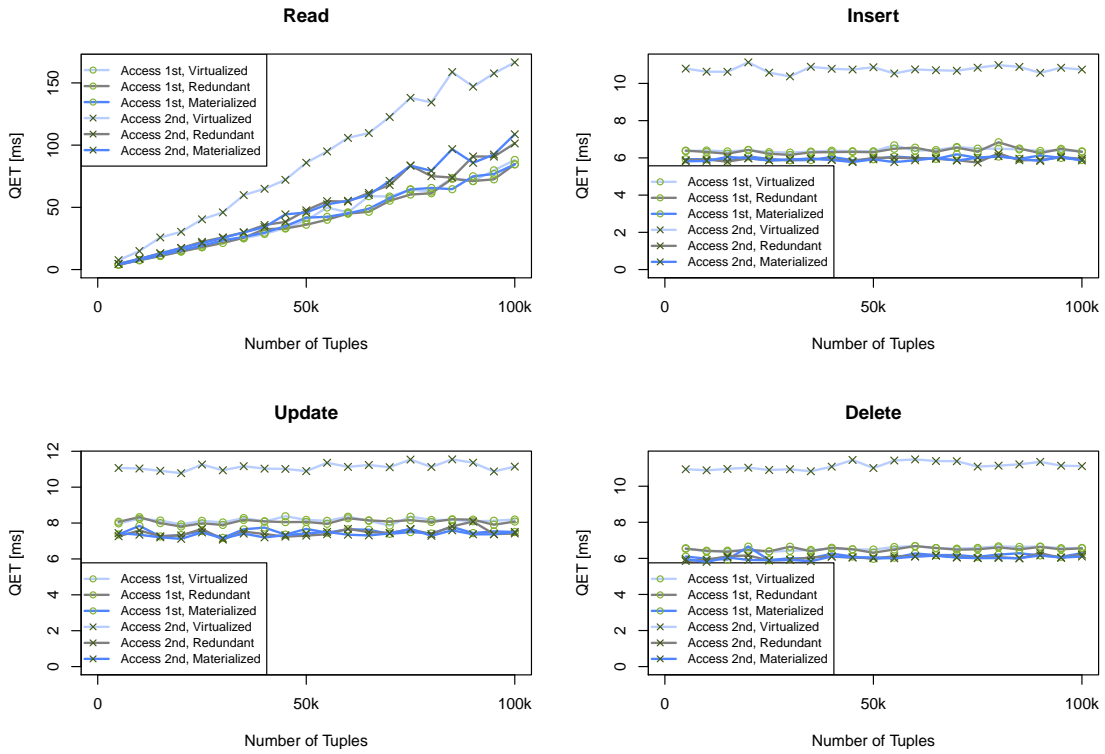 Read
QET [ms]
150
100
50
0
Access 1st, Virtualized
Access 1st, Redundant
Access 1st, Materialized
Access 2nd, Virtualized
Access 2nd, Redundant
Access 2nd, Materialized
0
50k
100k
Number of Tuples
Insert
QET [ms]
10
8
6
4
2
0
Access 1st, Virtualized
Access 1st, Redundant
Access 1st, Materialized
Access 2nd, Virtualized
Access 2nd, Redundant
Access 2nd, Materialized
0
50k
100k
Number of Tuples
Update
QET [ms]
12
10
8
6
4
2
0
Access 1st, Virtualized
Access 1st, Redundant
Access 1st, Materialized
Access 2nd, Virtualized
Access 2nd, Redundant
Access 2nd, Materialized
0
50k
100k
Number of Tuples
Delete
QET [ms]
10
8
6
4
2
0
Access 1st, Virtualized
Access 1st, Redundant
Access 1st, Materialized
Access 2nd, Virtualized
Access 2nd, Redundant
Access 2nd, Materialized
0
50k
100k
Number of Tuples